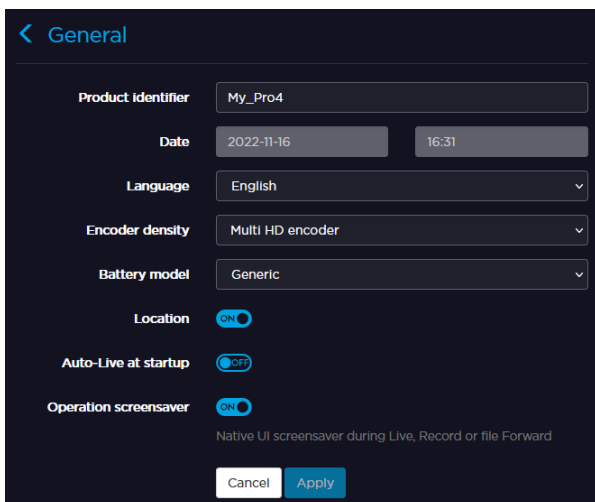 General
Product identifier My_Pro4
Date 2022-11-16 16:31
Language English
Encoder density Multi HD encoder
Battery model Generic
Location ON
Auto-Live at startup OFF
Operation screensaver ON
Native UI screensaver during Live, Record or file Forward
Cancel Apply